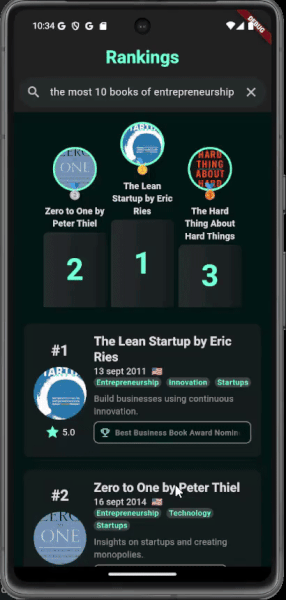 10:34 G G
DEBUG
Rankings
the most 10 books of entrepreneurship
ZERO
ONE
STARTUP
HARD
THING
ABOUT
HARD
Zero to One by
Peter Thiel
The Lean
Startup by Eric
Ries
The Hard
Thing About
Hard Things
2
1
3
#1
The Lean Startup by Eric
Ries
13 sept 2011
Entrepreneurship Innovation Startups
Build businesses using continuous
innovation.
5.0
Best Business Book Award Nomin
#2
Zero to One by Peter Thiel
16 sept 2014
Entrepreneurship Technology
Startups
ONE
Insights on startups and creating
monopolies.